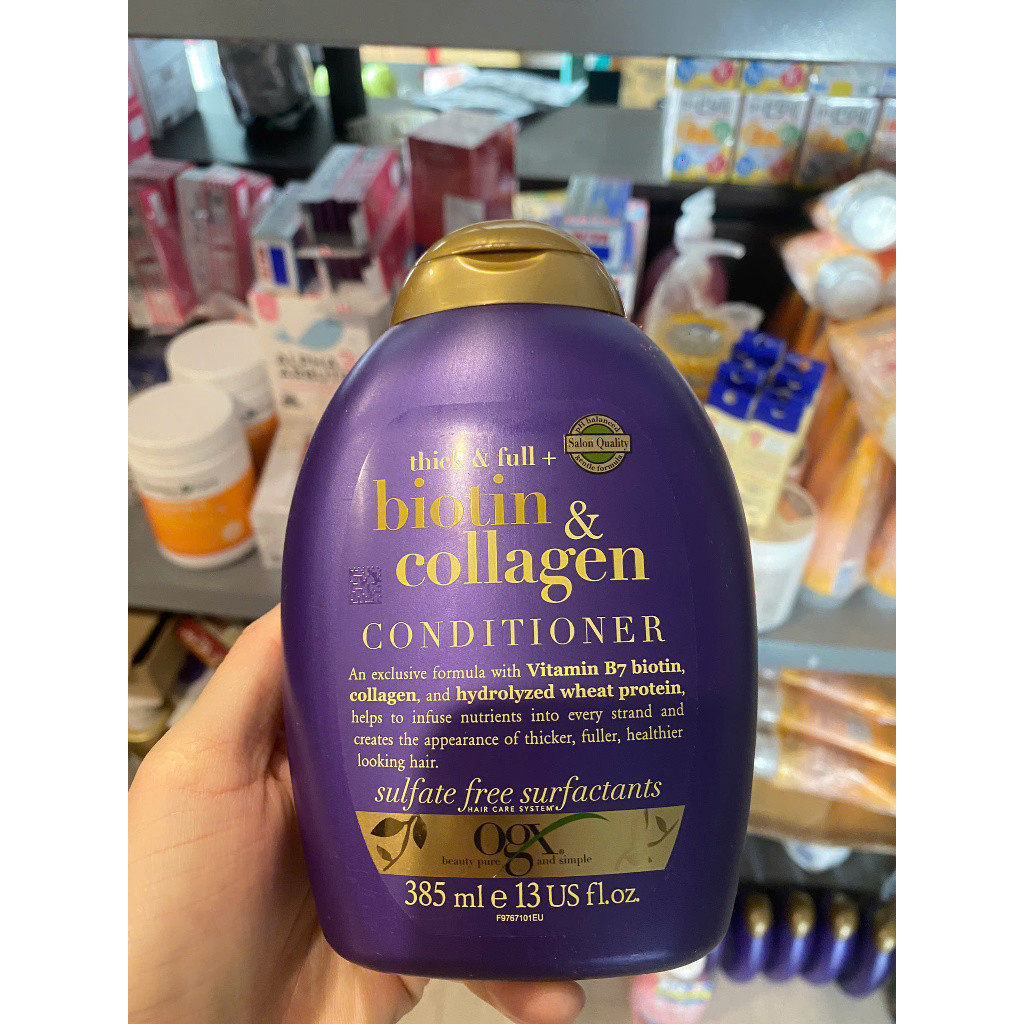 thick & full +
pH balanced
Salon Quality
gentle formula
biotin &
collagen
CONDITIONER
An exclusive formula with Vitamin B7 biotin,
collagen, and hydrolyzed wheat protein,
helps to infuse nutrients into every strand and
creates the appearance of thicker, fuller, healthier
looking hair.
sulfate free surfactants
HAIR CARE SYSTEM
ogx
beauty pure and simple
385 ml e 13 US fl.oz.
F9767101EU